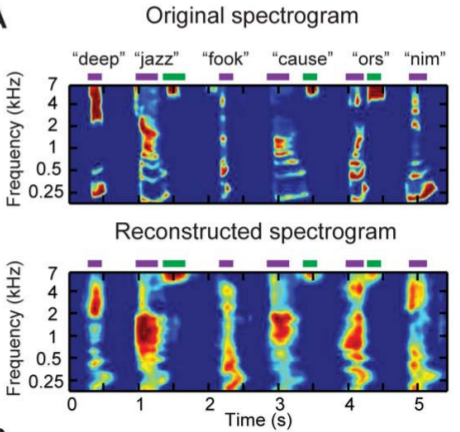 A
Original spectrogram
“deep” “jazz” “fook” “cause” “ors” “nim”
Frequency (kHz)
7
4
2
1
0.5
0.25
Reconstructed spectrogram
Frequency (kHz)
7
4
2
1
0.5
0.25
0 1 2 3 4 5
Time (s)